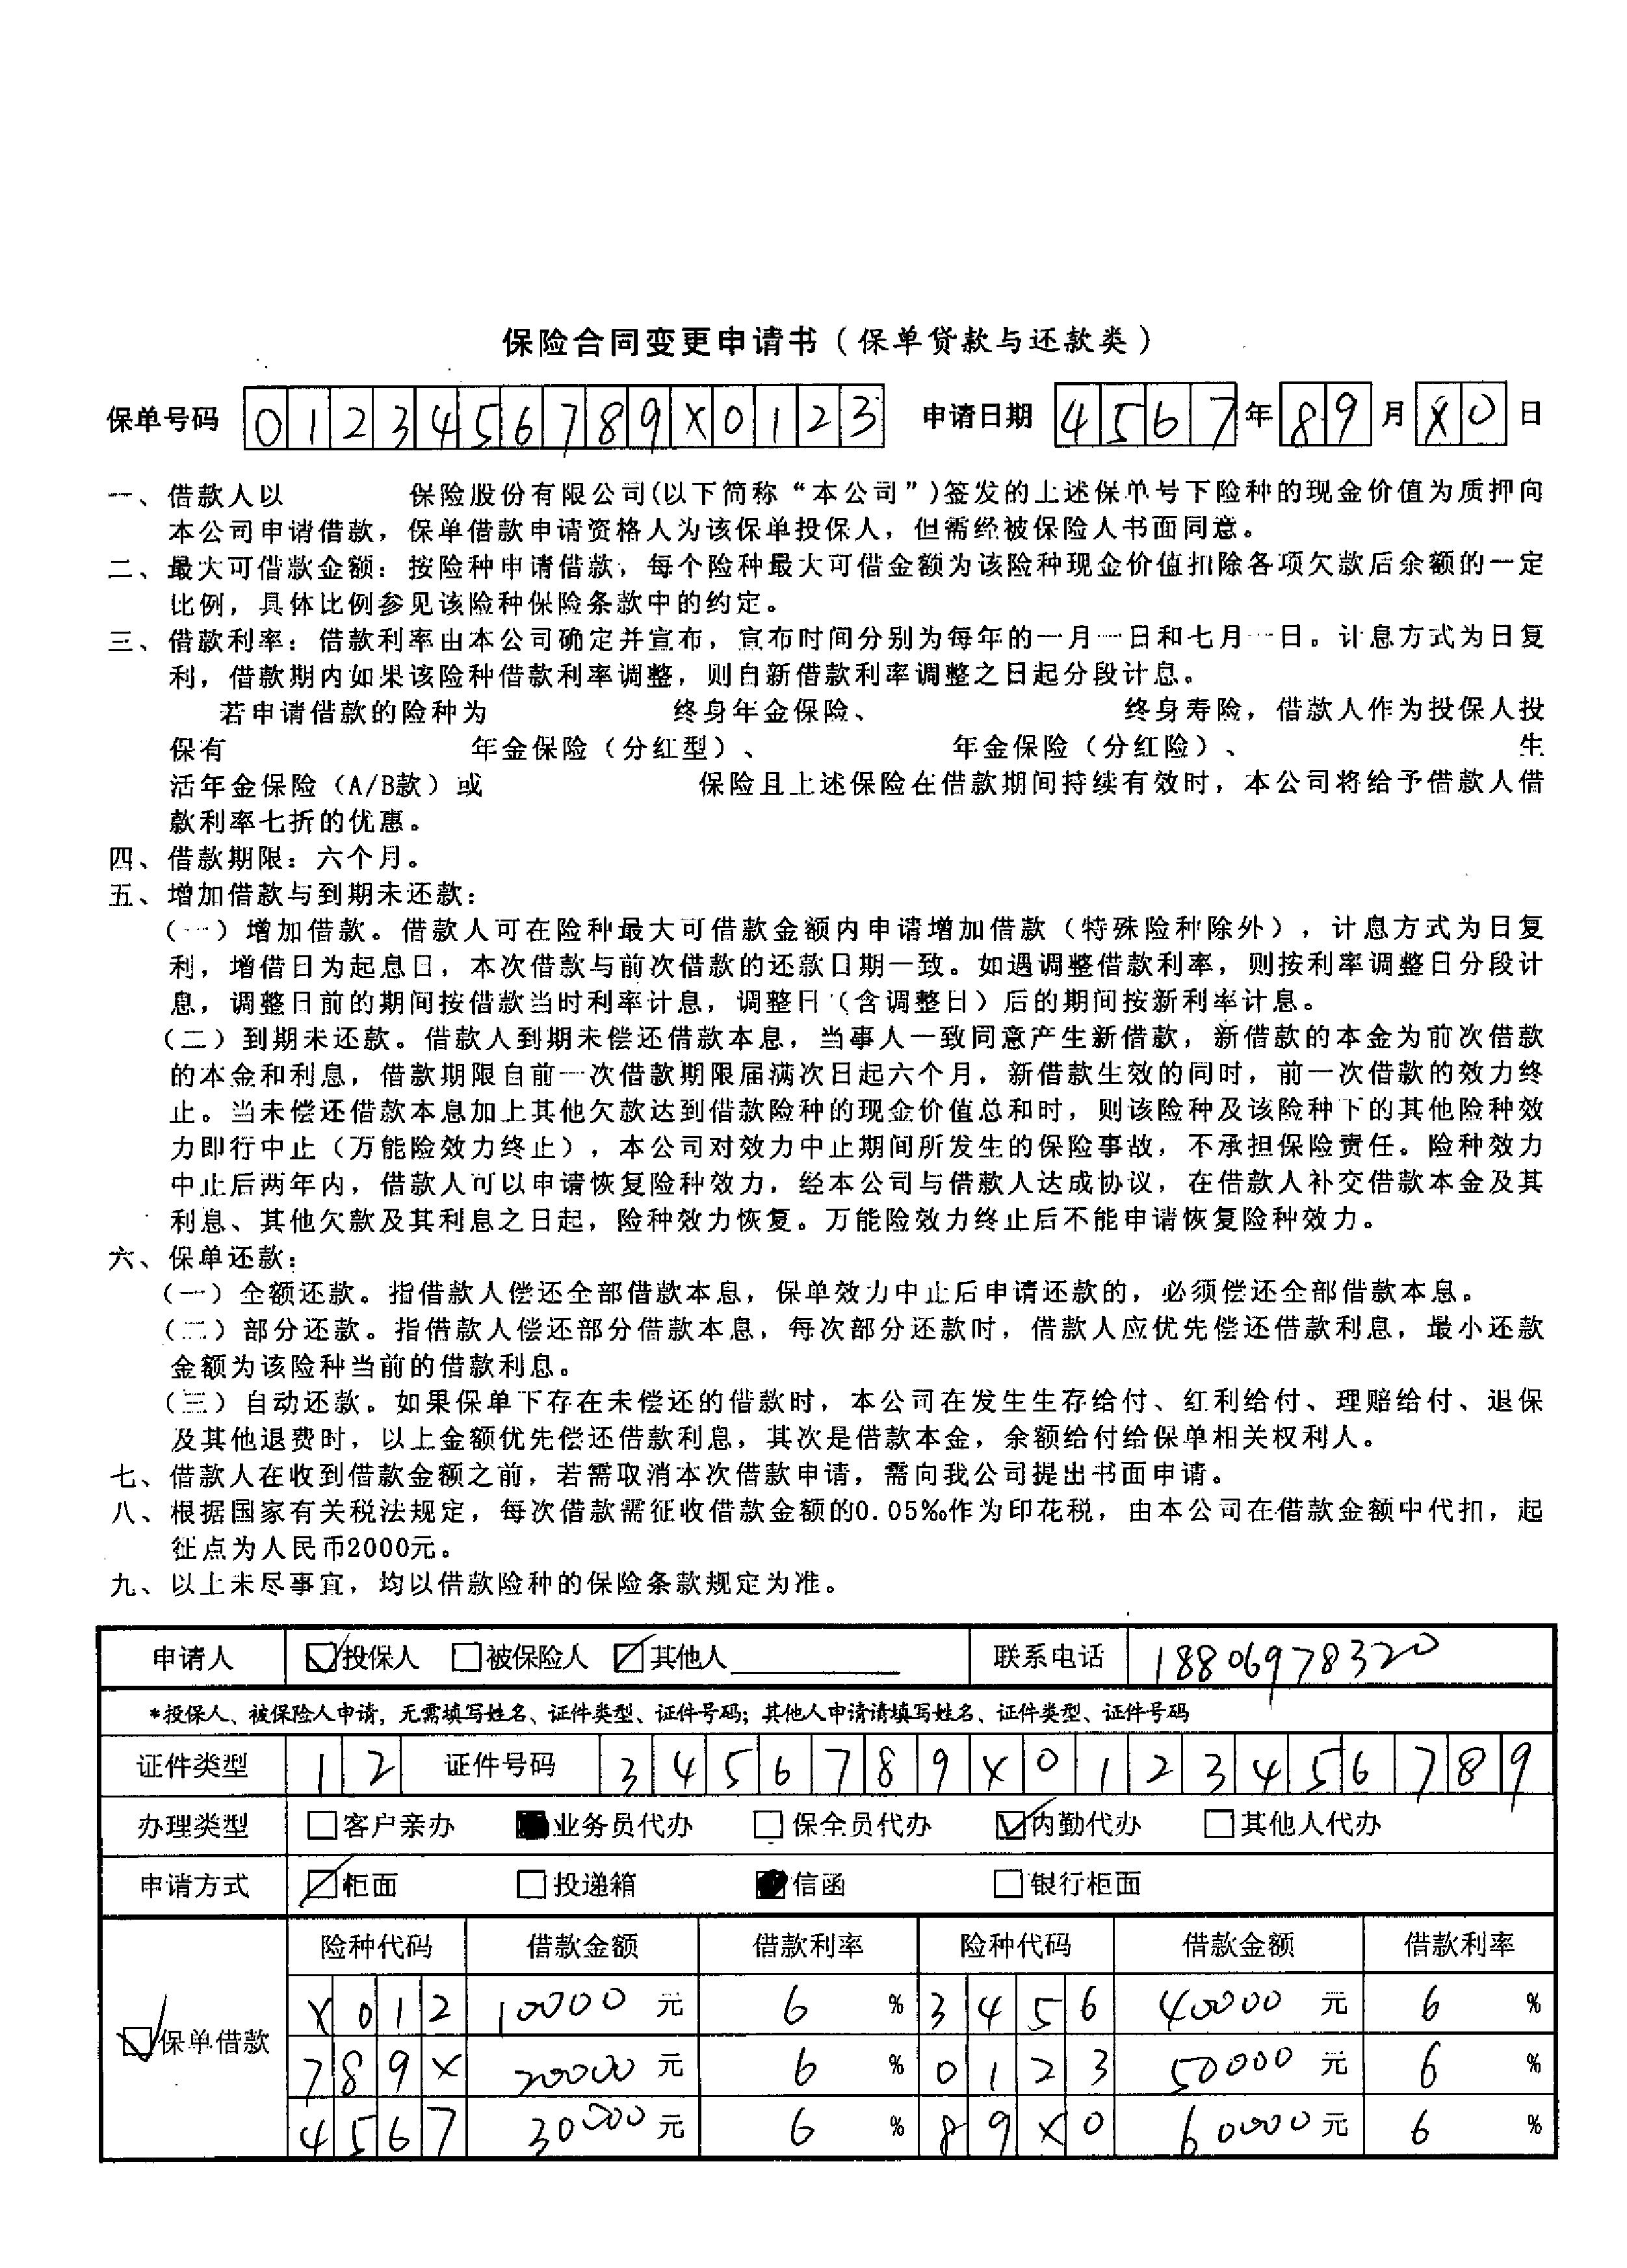 保险合同变更申请书（保单贷款与还款类）
保单号码 0123456789X0123 申请日期 4567年89月X0日
一、借款人以 保险股份有限公司(以下简称“本公司”)签发的上述保单号下险种的现金价值为质押向
本公司申请借款，保单借款申请资格人为该保单投保人，但需经被保险人书面同意。
二、最大可借款金额：按险种申请借款，每个险种最大可借金额为该险种现金价值扣除各项欠款后余额的一定
比例，具体比例参见该险种保险条款中的约定。
三、借款利率：借款利率由本公司确定并宣布，宣布时间分别为每年的一月一日和七月一日。计息方式为日复
利，借款期内如果该险种借款利率调整，则自新借款利率调整之日起分段计息。
若申请借款的险种为 终身年金保险、 终身寿险，借款人作为投保人投
保有 年金保险（分红型）、 年金保险（分红险）、 生
活年金保险（A/B款）或 保险且上述保险在借款期间持续有效时，本公司将给予借款人借
款利率七折的优惠。
四、借款期限：六个月。
五、增加借款与到期未还款：
（一）增加借款。借款人可在险种最大可借款金额内申请增加借款（特殊险种除外），计息方式为日复
利，增借日为起息日，本次借款与前次借款的还款日期一致。如遇调整借款利率，则按利率调整日分段计
息，调整日前的期间按借款当时利率计息，调整日（含调整日）后的期间按新利率计息。
（二）到期未还款。借款人到期未偿还借款本息，当事人一致同意产生新借款，新借款的本金为前次借款
的本金和利息，借款期限自前一次借款期限届满次日起六个月，新借款生效的同时，前一次借款的效力终
止。当未偿还借款本息加上其他欠款达到借款险种的现金价值总和时，则该险种及该险种下的其他险种效
力即行中止（万能险效力终止），本公司对效力中止期间所发生的保险事故，不承担保险责任。险种效力
中止后两年内，借款人可以申请恢复险种效力，经本公司与借款人达成协议，在借款人补交借款本金及其
利息、其他欠款及其利息之日起，险种效力恢复。万能险效力终止后不能申请恢复险种效力。
六、保单还款：
（一）全额还款。指借款人偿还全部借款本息，保单效力中止后申请还款的，必须偿还全部借款本息。
（二）部分还款。指借款人偿还部分借款本息，每次部分还款时，借款人应优先偿还借款利息，最小还款
金额为该险种当前的借款利息。
（三）自动还款。如果保单下存在未偿还的借款时，本公司在发生生存给付、红利给付、理赔给付、退保
及其他退费时，以上金额优先偿还借款利息，其次是借款本金，余额给付给保单相关权利人。
七、借款人在收到借款金额之前，若需取消本次借款申请，需向我公司提出书面申请。
八、根据国家有关税法规定，每次借款需征收借款金额的0.05‰作为印花税，由本公司在借款金额中代扣，起
征点为人民币2000元。
九、以上未尽事宜，均以借款险种的保险条款规定为准。
申请人 ☑投保人 □被保险人 ☑其他人 联系电话 18806978320
*投保人、被保险人申请，无需填写姓名、证件类型、证件号码；其他人申请请填写姓名、证件类型、证件号码
证件类型 12 证件号码 3456789X0123456789
办理类型 □客户亲办 ■业务员代办 □保全员代办 ☑内勤代办 □其他人代办
申请方式 ☑柜面 □投递箱 ■信函 □银行柜面
险种代码 借款金额 借款利率 险种代码 借款金额 借款利率
X012 10000元 6% 3456 40000元 6%
☑保单借款 789X 20000元 6% 0123 50000元 6%
4567 30000元 6% 89X0 60000元 6%